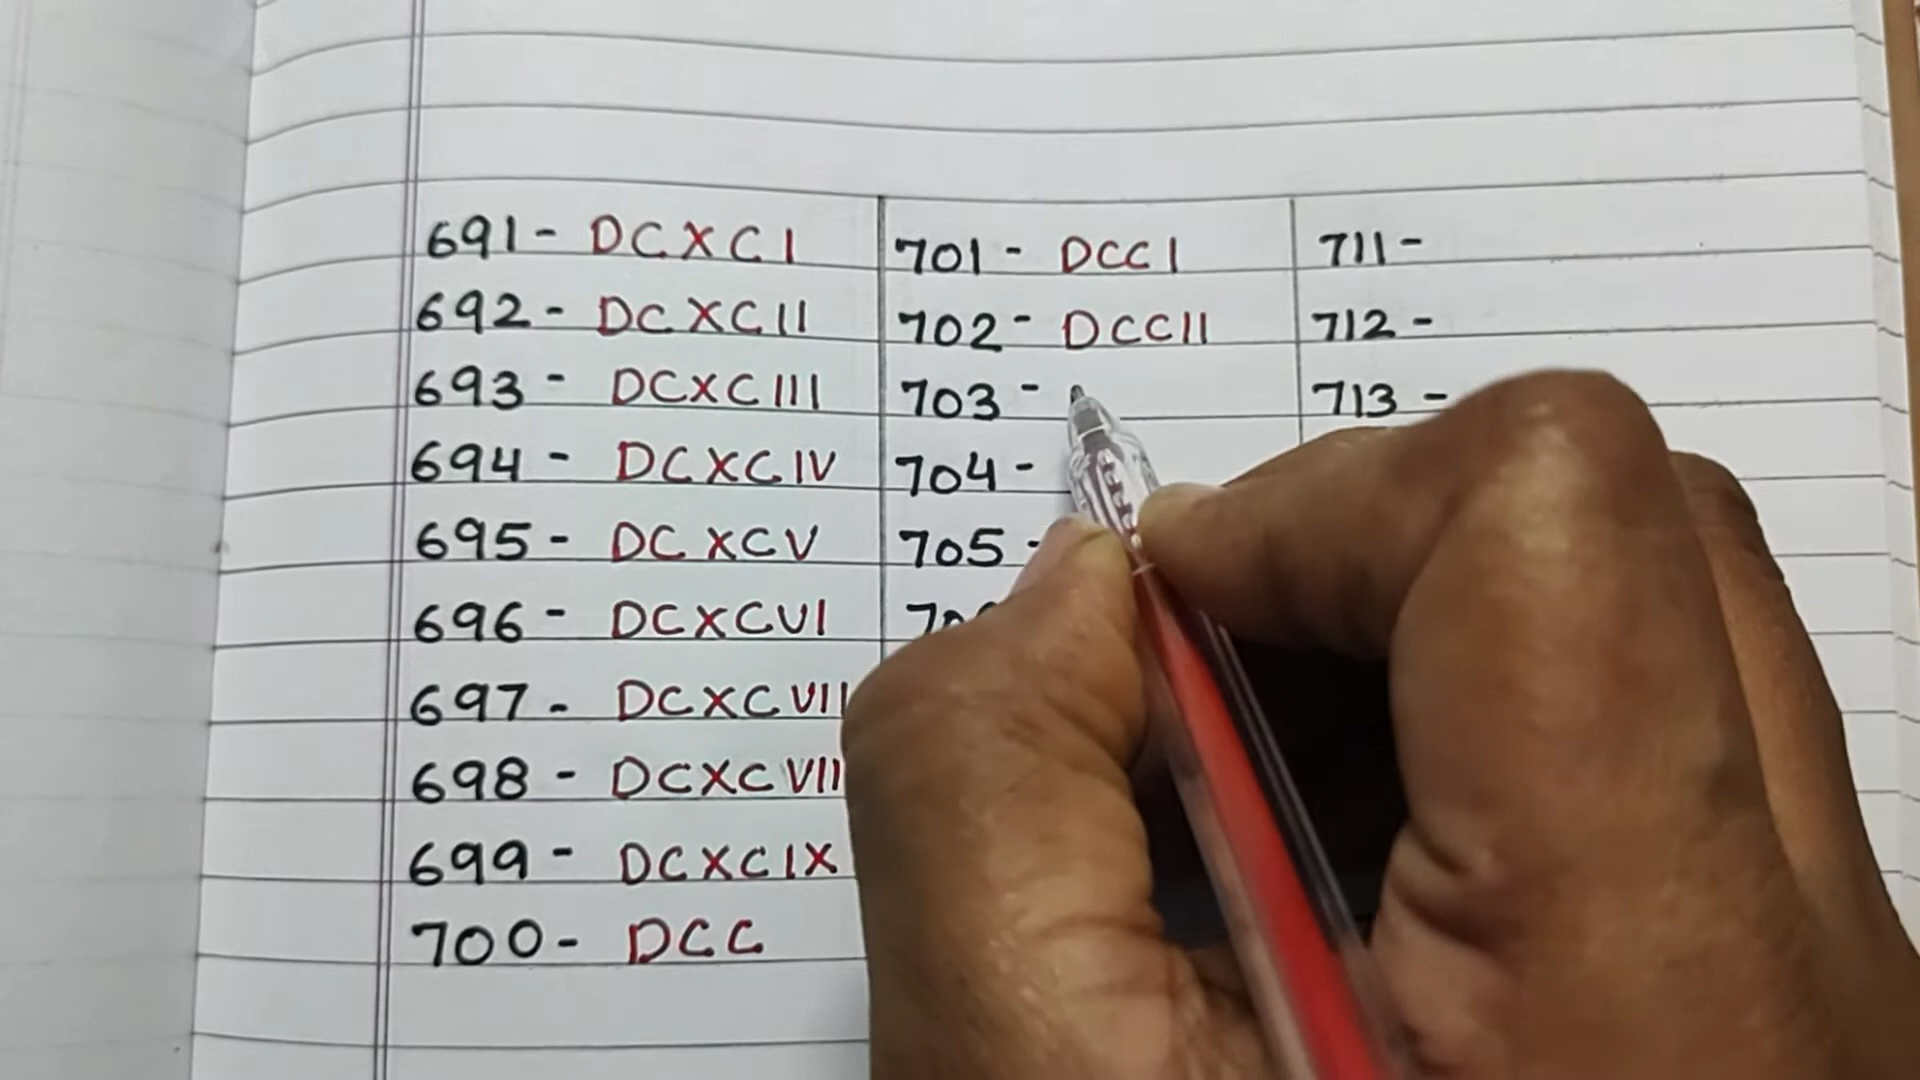 691 - DCXCI
692 - DCXCII
693 - DCXCIII
694 - DCXCIV
695 - DCXCV
696 - DCXCVI
697 - DCXCVII
698 - DCXCVII
699 - DCXCIX
700 - DCC
701 - DCCI
702 - DCCII
703 -
704 -
705 -
711 -
712 -
713 -